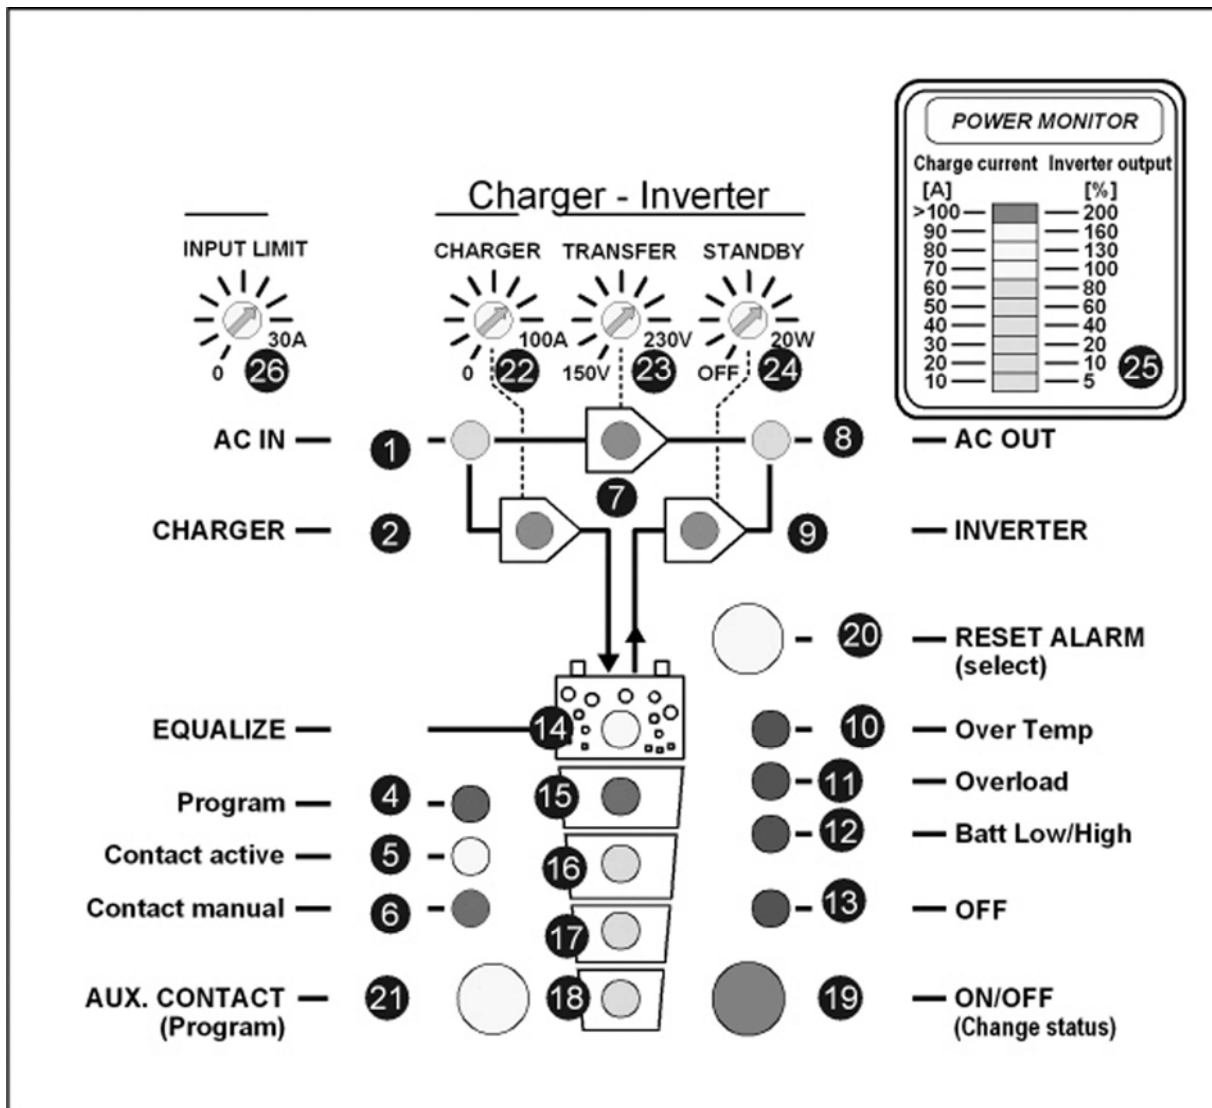 POWER MONITOR
Charge current Inverter output
[A] [%]
>100 200
90 160
80 130
70 100
60 80
50 60
40 40
30 20
20 10
10 5
25
Charger - Inverter
INPUT LIMIT CHARGER TRANSFER STANDBY
30A 100A 230V 20W
0 26 0 22 150V 23 OFF 24
AC IN 1 8 AC OUT
7
CHARGER 2 9 INVERTER
20 RESET ALARM
(select)
EQUALIZE 14 10 Over Temp
Program 4 15 11 Overload
Contact active 5 16 12 Batt Low/High
Contact manual 6 17 13 OFF
AUX. CONTACT 21 18 19 ON/OFF
(Program) (Change status)